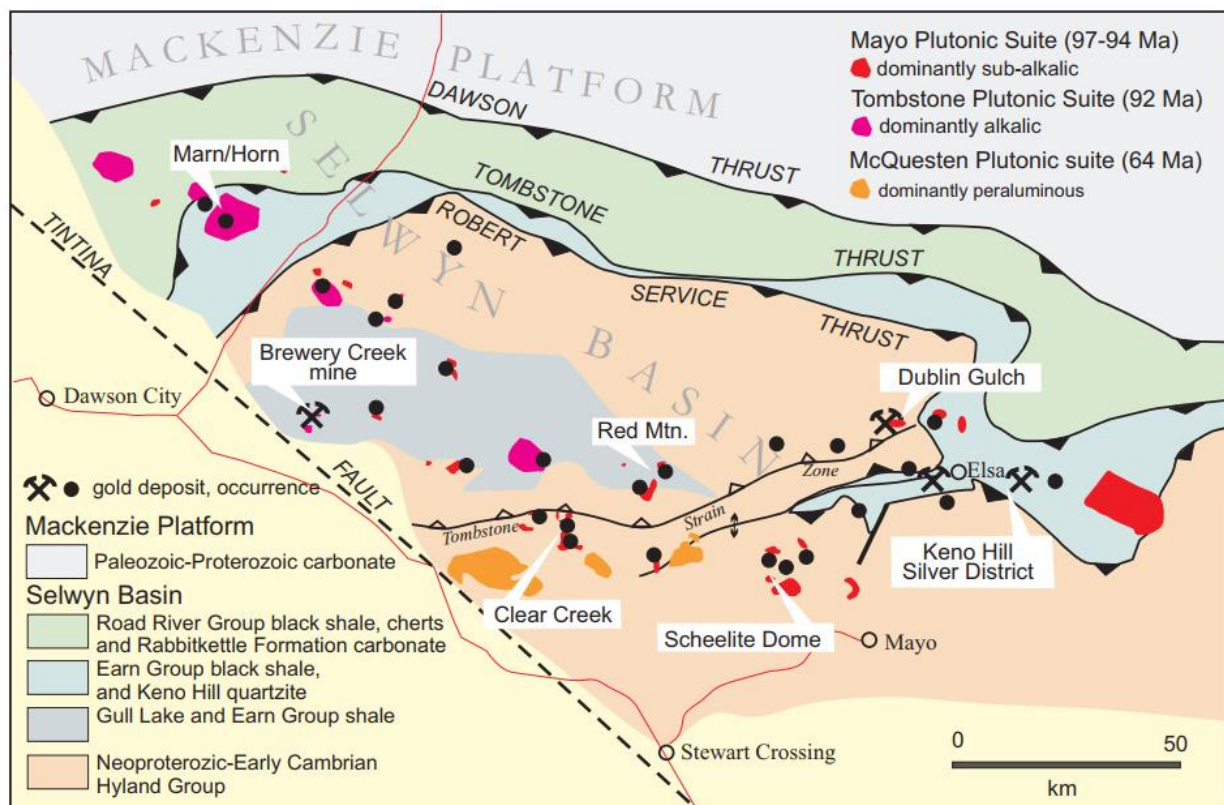 MACKENZIE PLATFORM
SELWYN BASIN
DAWSON
THRUST
TOMBSTONE
THRUST
ROBERT
SERVICE
THRUST
TINTINA
FAULT
Marn/Horn
Brewery Creek
mine
Dawson City
Red Mtn.
Dublin Gulch
Elsa
Tombstone
Strain
Zone
Keno Hill
Silver District
Clear Creek
Scheelite Dome
Mayo
Stewart Crossing
Mayo Plutonic Suite (97-94 Ma)
dominantly sub-alkalic
Tombstone Plutonic Suite (92 Ma)
dominantly alkalic
McQuesten Plutonic suite (64 Ma)
dominantly peraluminous
gold deposit, occurrence
Mackenzie Platform
Paleozoic-Proterozoic carbonate
Selwyn Basin
Road River Group black shale, cherts
and Rabbitkettle Formation carbonate
Earn Group black shale,
and Keno Hill quartzite
Gull Lake and Earn Group shale
Neoproterozic-Early Cambrian
Hyland Group
0 50
km